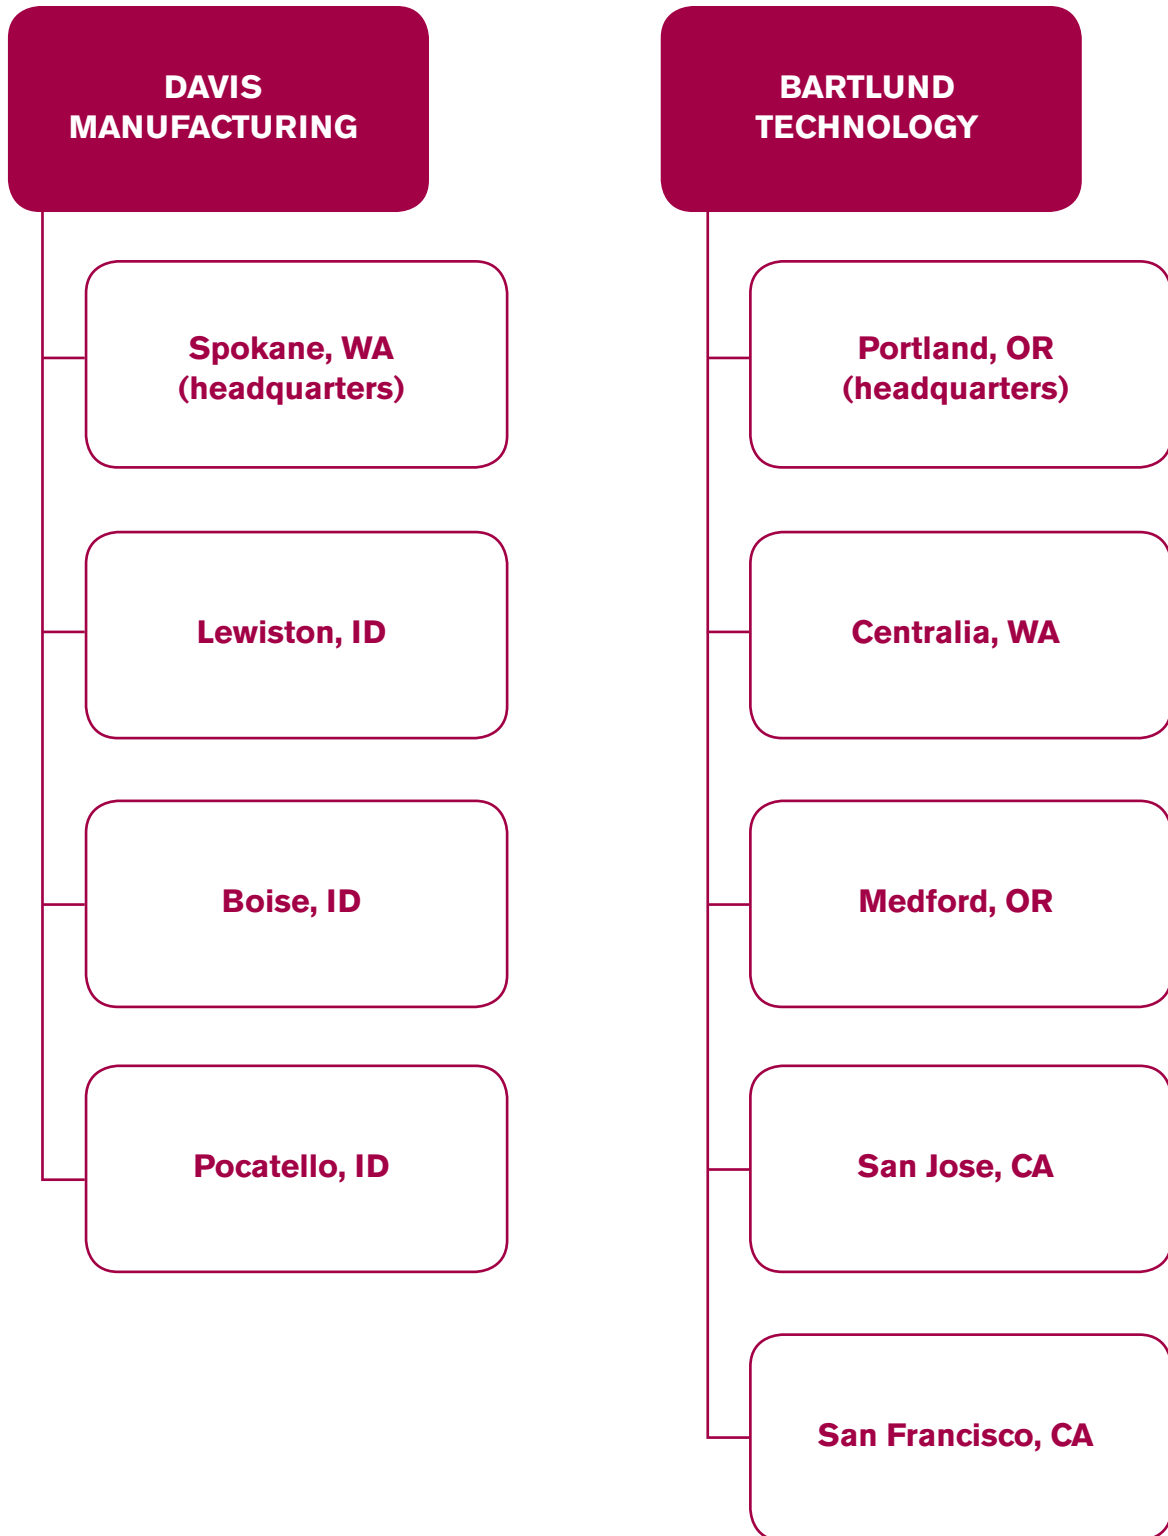 DAVIS
MANUFACTURING
Spokane, WA
(headquarters)
Lewiston, ID
Boise, ID
Pocatello, ID
BARTLUND
TECHNOLOGY
Portland, OR
(headquarters)
Centralia, WA
Medford, OR
San Jose, CA
San Francisco, CA